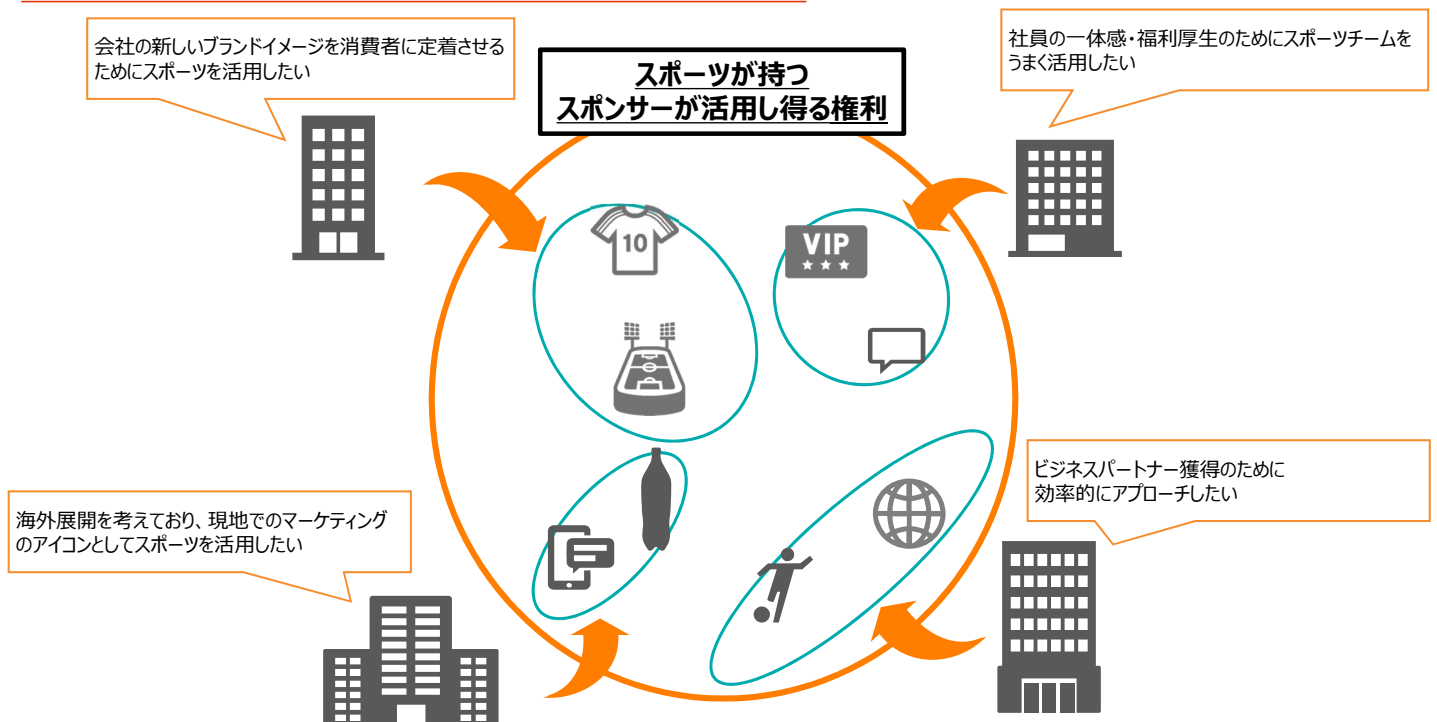 会社の新しいブランドイメージを消費者に定着させる
ためにスポーツを活用したい
スポーツが持つ
スポンサーが活用し得る権利
社員の一体感・福利厚生のためにスポーツチームを
うまく活用したい
10
VIP
海外展開を考えており、現地でのマーケティング
のアイコンとしてスポーツを活用したい
ビジネスパートナー獲得のために
効率的にアプローチしたい